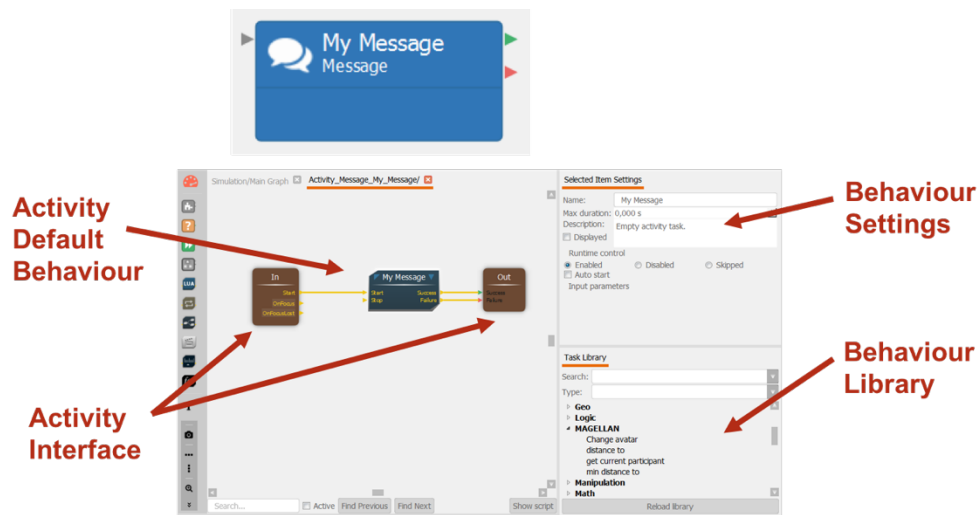 My Message
Message
Activity
Default
Behaviour
Activity
Interface
Behaviour
Settings
Behaviour
Library
Simulation/Main Graph
Activity_Message_My_Message/
LUA
In
Start
OnFocus
OnFocusLost
My Message
Start
Success
Stop
Failure
Out
Success
Failure
Search...
Active
Find Previous
Find Next
Show script
Selected Item Settings
Name:
My Message
Max duration:
0,000 s
Description:
Empty activity task.
Displayed
Runtime control
Enabled
Disabled
Skipped
Auto start
Input parameters
Task Library
Search:
Type:
Geo
Logic
MAGELLAN
Change avatar
distance to
get current participant
min distance to
Manipulation
Math
Reload library